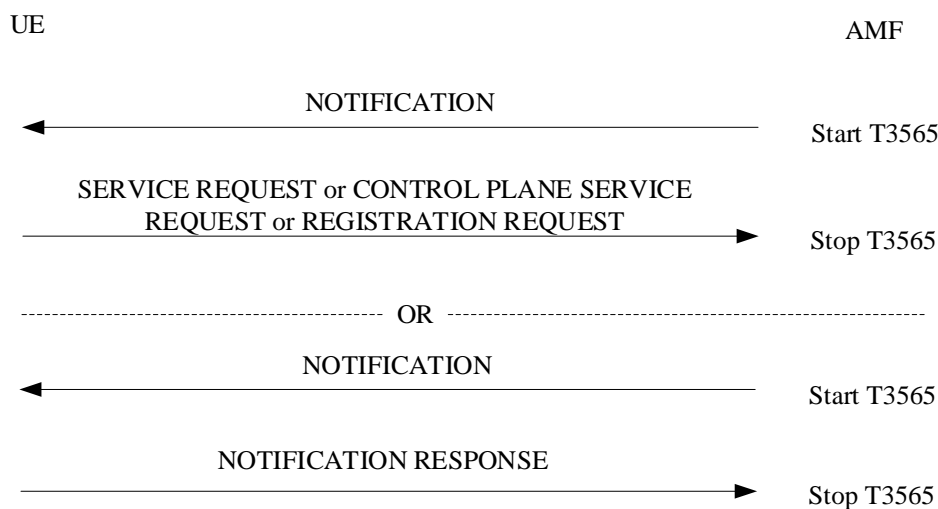 UE
AMF
NOTIFICATION
Start T3565
SERVICE REQUEST or CONTROL PLANE SERVICE
REQUEST or REGISTRATION REQUEST
Stop T3565
OR
NOTIFICATION
Start T3565
NOTIFICATION RESPONSE
Stop T3565